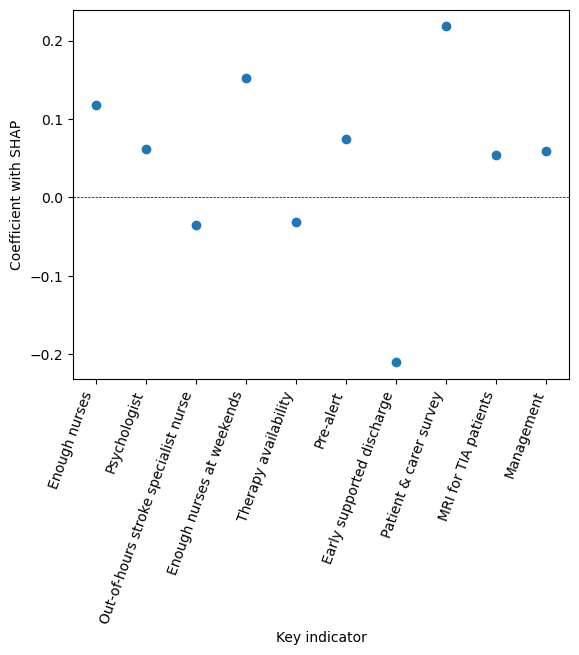 0.2
0.1
0.0
−0.1
−0.2
Coefficient with SHAP
Enough nurses
Psychologist
Out-of-hours stroke specialist nurse
Enough nurses at weekends
Therapy availability
Pre-alert
Early supported discharge
Patient & carer survey
MRI for TIA patients
Management
Key indicator